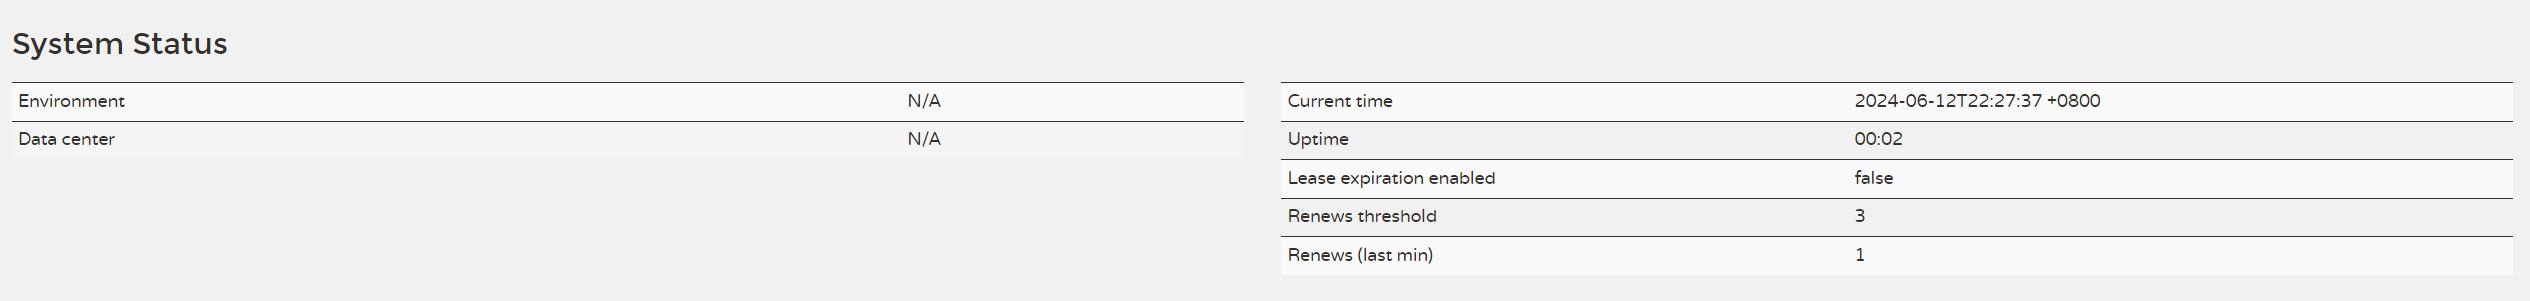 System Status
Environment N/A
Data center N/A
Current time 2024-06-12T22:27:37 +0800
Uptime 00:02
Lease expiration enabled false
Renews threshold 3
Renews (last min) 1